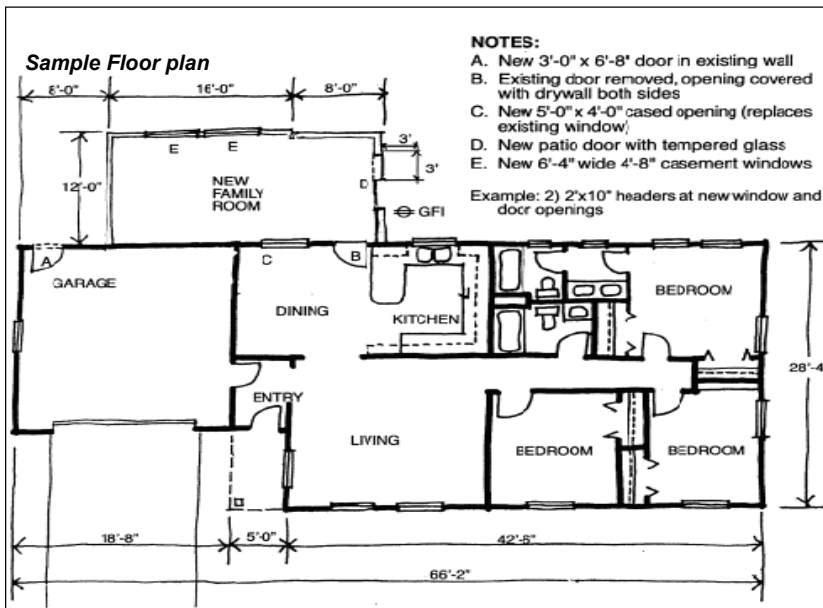 Sample Floor plan
NOTES:
A. New 3'-0" x 6'-8" door in existing wall
B. Existing door removed, opening covered
with drywall both sides
C. New 5'-0" x 4'-0" cased opening (replaces
existing window)
D. New patio door with tempered glass
E. New 6'-4" wide 4'-8" casement windows
Example: 2) 2"x10" headers at new window and
door openings
8'-0"
16'-0"
8'-0"
E
E
3'
3'
12'-0"
NEW
FAMILY
ROOM
D
GFI
A
C
B
GARAGE
DINING
KITCHEN
BEDROOM
28'-4
ENTRY
LIVING
BEDROOM
BEDROOM
18'-8"
5'-0"
42'-6"
66'-2"